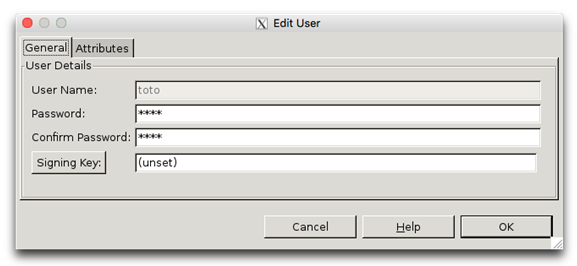 Edit User
General Attributes
User Details
User Name: toto
Password: ****
Confirm Password: ****
Signing Key: (unset)
Cancel Help OK